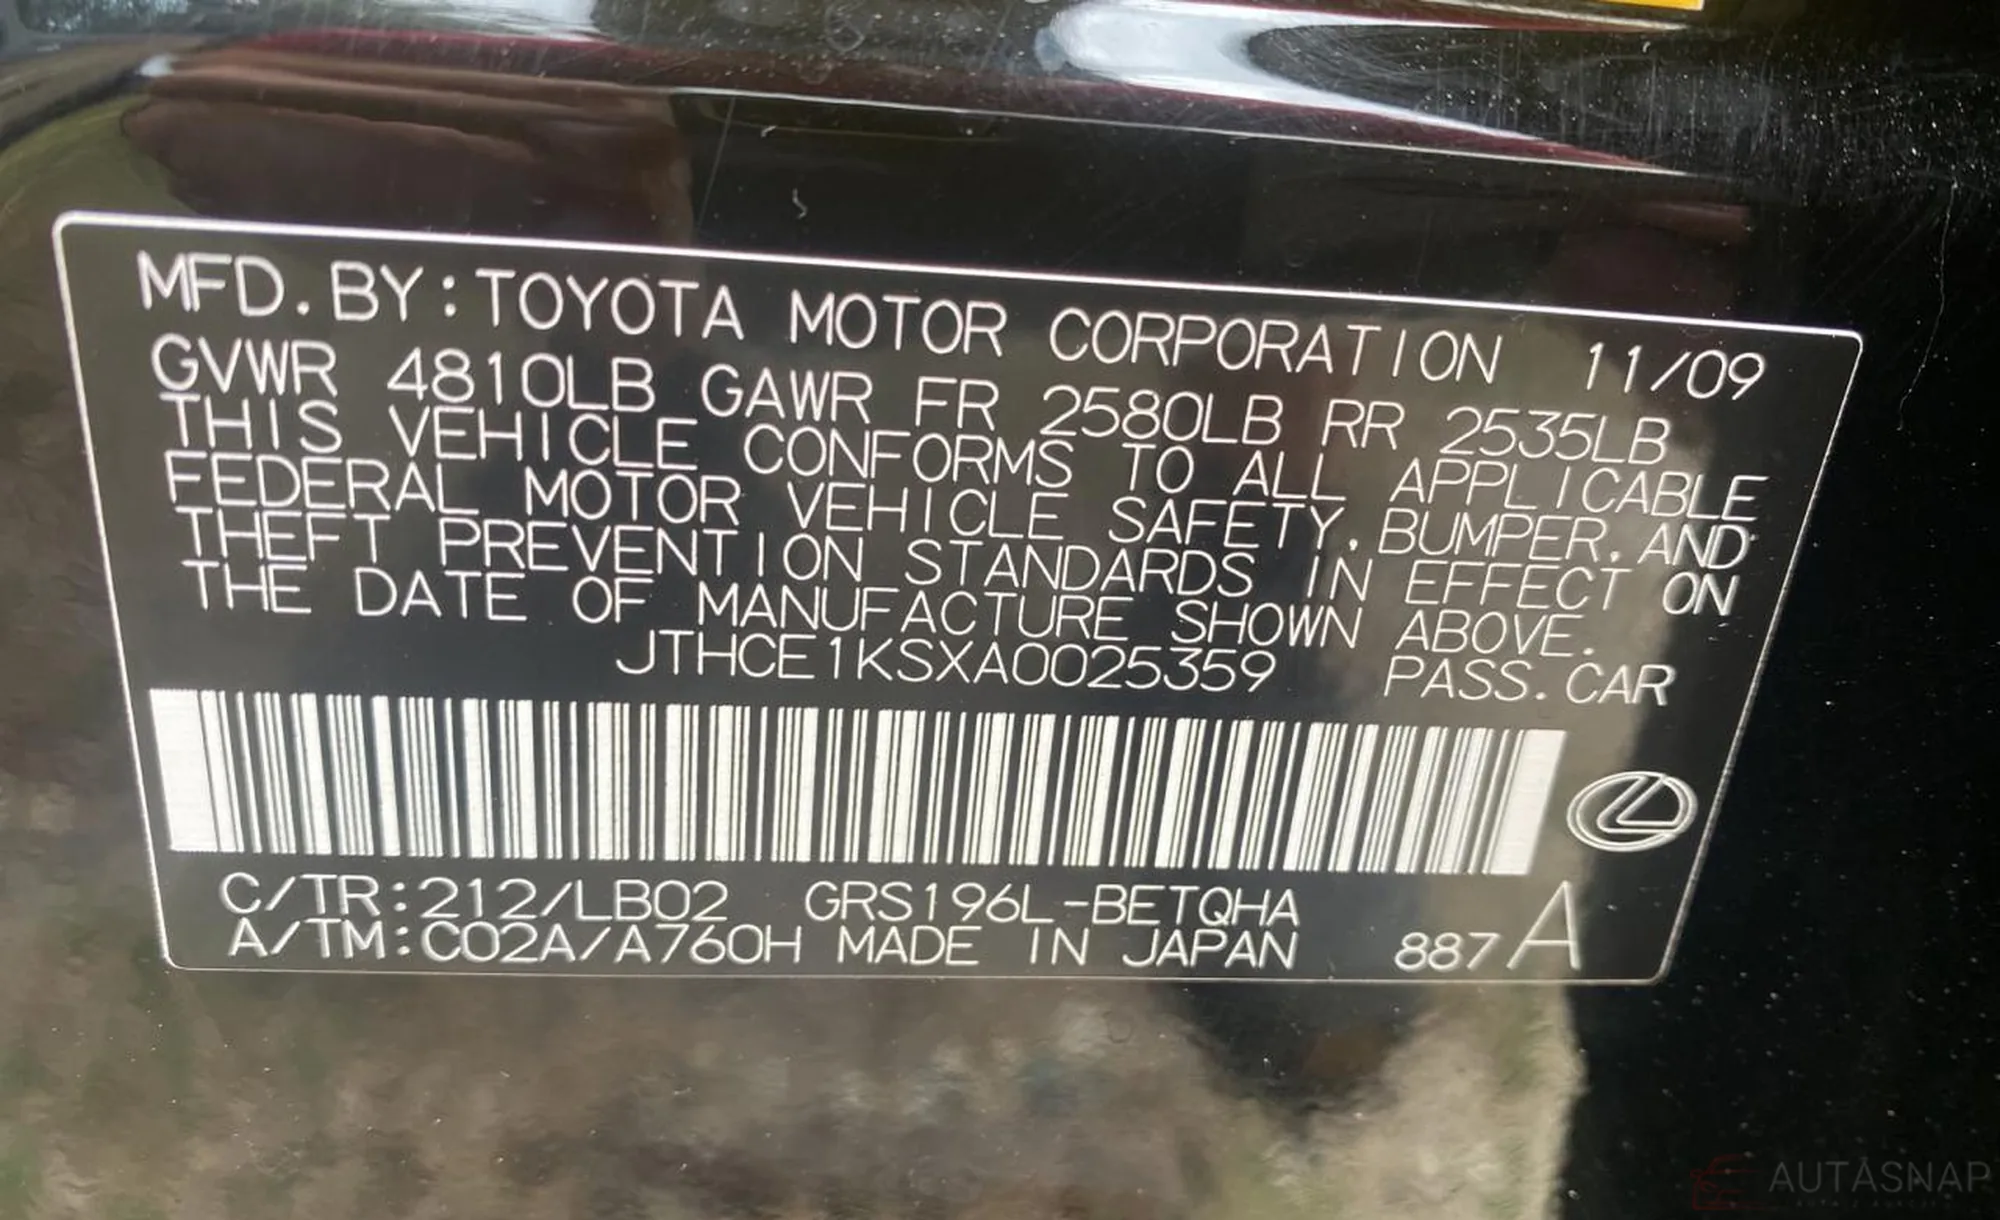 MFD. BY: TOYOTA MOTOR CORPORATION 11/09
GVWR 4810LB GAWR FR 2580LB RR 2535LB
THIS VEHICLE CONFORMS TO ALL APPLICABLE
FEDERAL MOTOR VEHICLE SAFETY, BUMPER, AND
THEFT PREVENTION STANDARDS IN EFFECT ON
THE DATE OF MANUFACTURE SHOWN ABOVE.
JTHCE1KSXA0025359 PASS. CAR
C/TR:212/LB02 GRS196L-BETQHA
A/TM:C02A/A760H MADE IN JAPAN 887 A
AUTÁSNAP